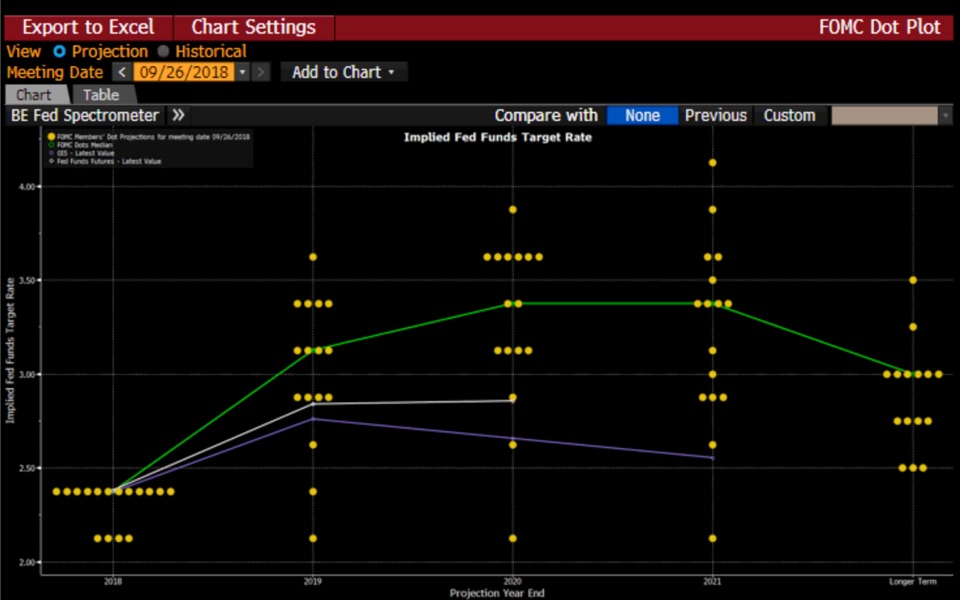 Export to Excel Chart Settings FOMC Dot Plot
View Projection Historical
Meeting Date < 09/26/2018 > Add to Chart
Chart Table
BE Fed Spectrometer » Compare with None Previous Custom
Implied Fed Funds Target Rate
FOMC Members' Dot Projections for meeting date 09/26/2018
FOMC Dots Median
OIS - Latest Value
Fed Funds Futures - Latest Value
Implied Fed Funds Target Rate
4.00
3.50
3.00
2.50
2.00
2018 2019 2020 2021 Longer Term
Projection Year End